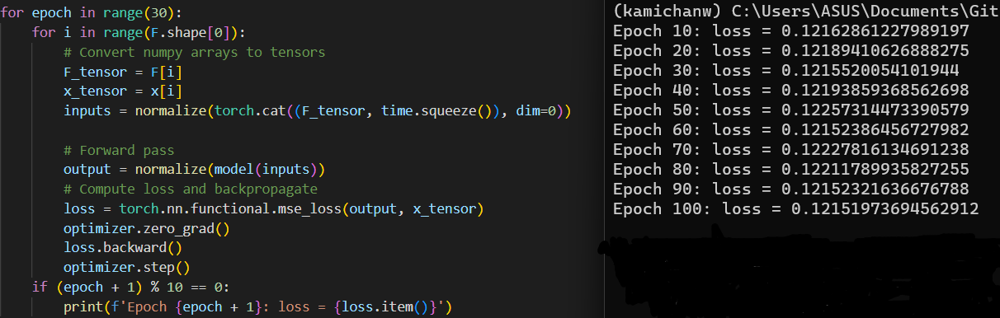 for epoch in range(30):
for i in range(F.shape[0]):
# Convert numpy arrays to tensors
F_tensor = F[i]
x_tensor = x[i]
inputs = normalize(torch.cat((F_tensor, time.squeeze()), dim=0))
# Forward pass
output = normalize(model(inputs))
# Compute loss and backpropagate
loss = torch.nn.functional.mse_loss(output, x_tensor)
optimizer.zero_grad()
loss.backward()
optimizer.step()
if (epoch + 1) % 10 == 0:
print(f'Epoch {epoch + 1}: loss = {loss.item()}')
(kamichanw) C:\Users\ASUS\Documents\Git
Epoch 10: loss = 0.12162861227989197
Epoch 20: loss = 0.12189410626888275
Epoch 30: loss = 0.1215520054101944
Epoch 40: loss = 0.12193859368562698
Epoch 50: loss = 0.12257314473390579
Epoch 60: loss = 0.12152386456727982
Epoch 70: loss = 0.12227816134691238
Epoch 80: loss = 0.12211789935827255
Epoch 90: loss = 0.12152321636676788
Epoch 100: loss = 0.12151973694562912